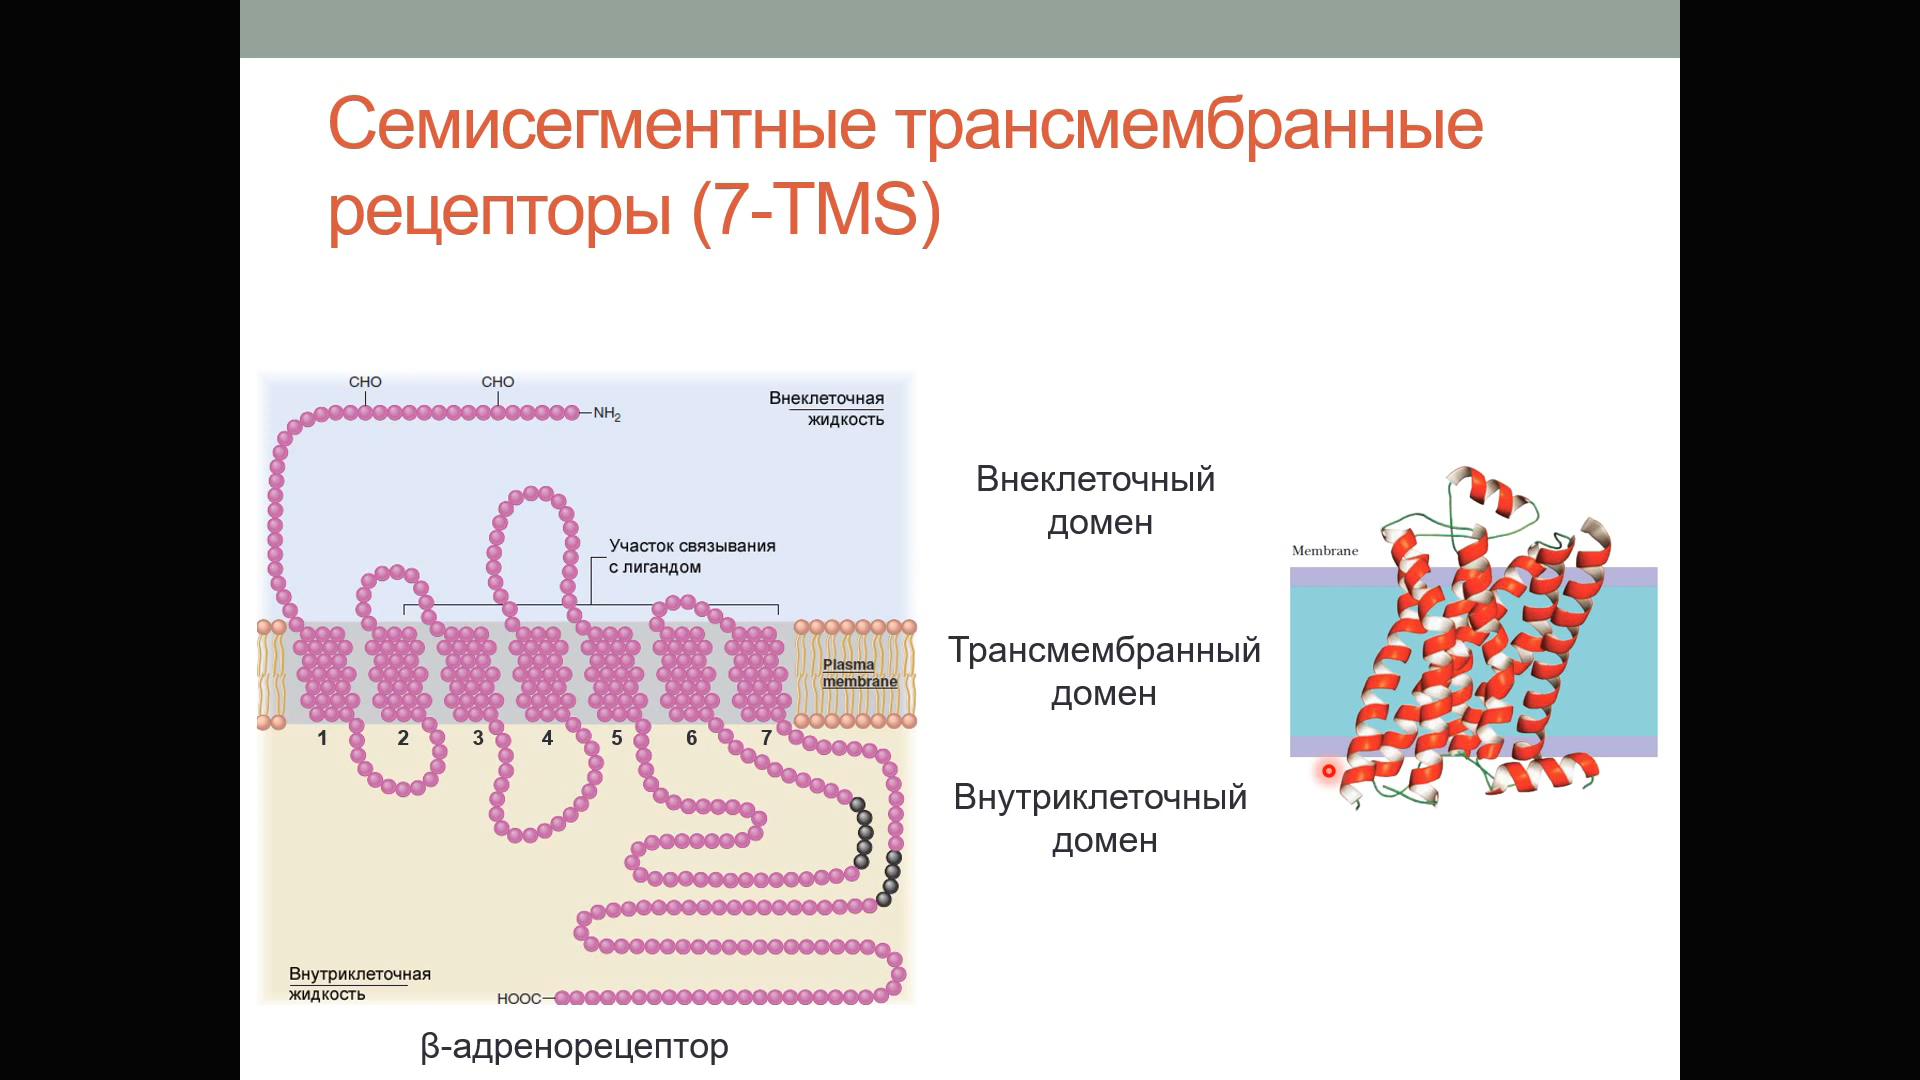 Семисегментные трансмембранные
рецепторы (7-TMS)
CHO
CHO
NH2
Внеклеточная
жидкость
Участок связывания
с лигандом
Plasma
membrane
1
2
3
4
5
6
7
Внутриклеточная
жидкость
HOOC
β-адренорецептор
Внеклеточный
домен
Трансмембранный
домен
Внутриклеточный
домен
Membrane